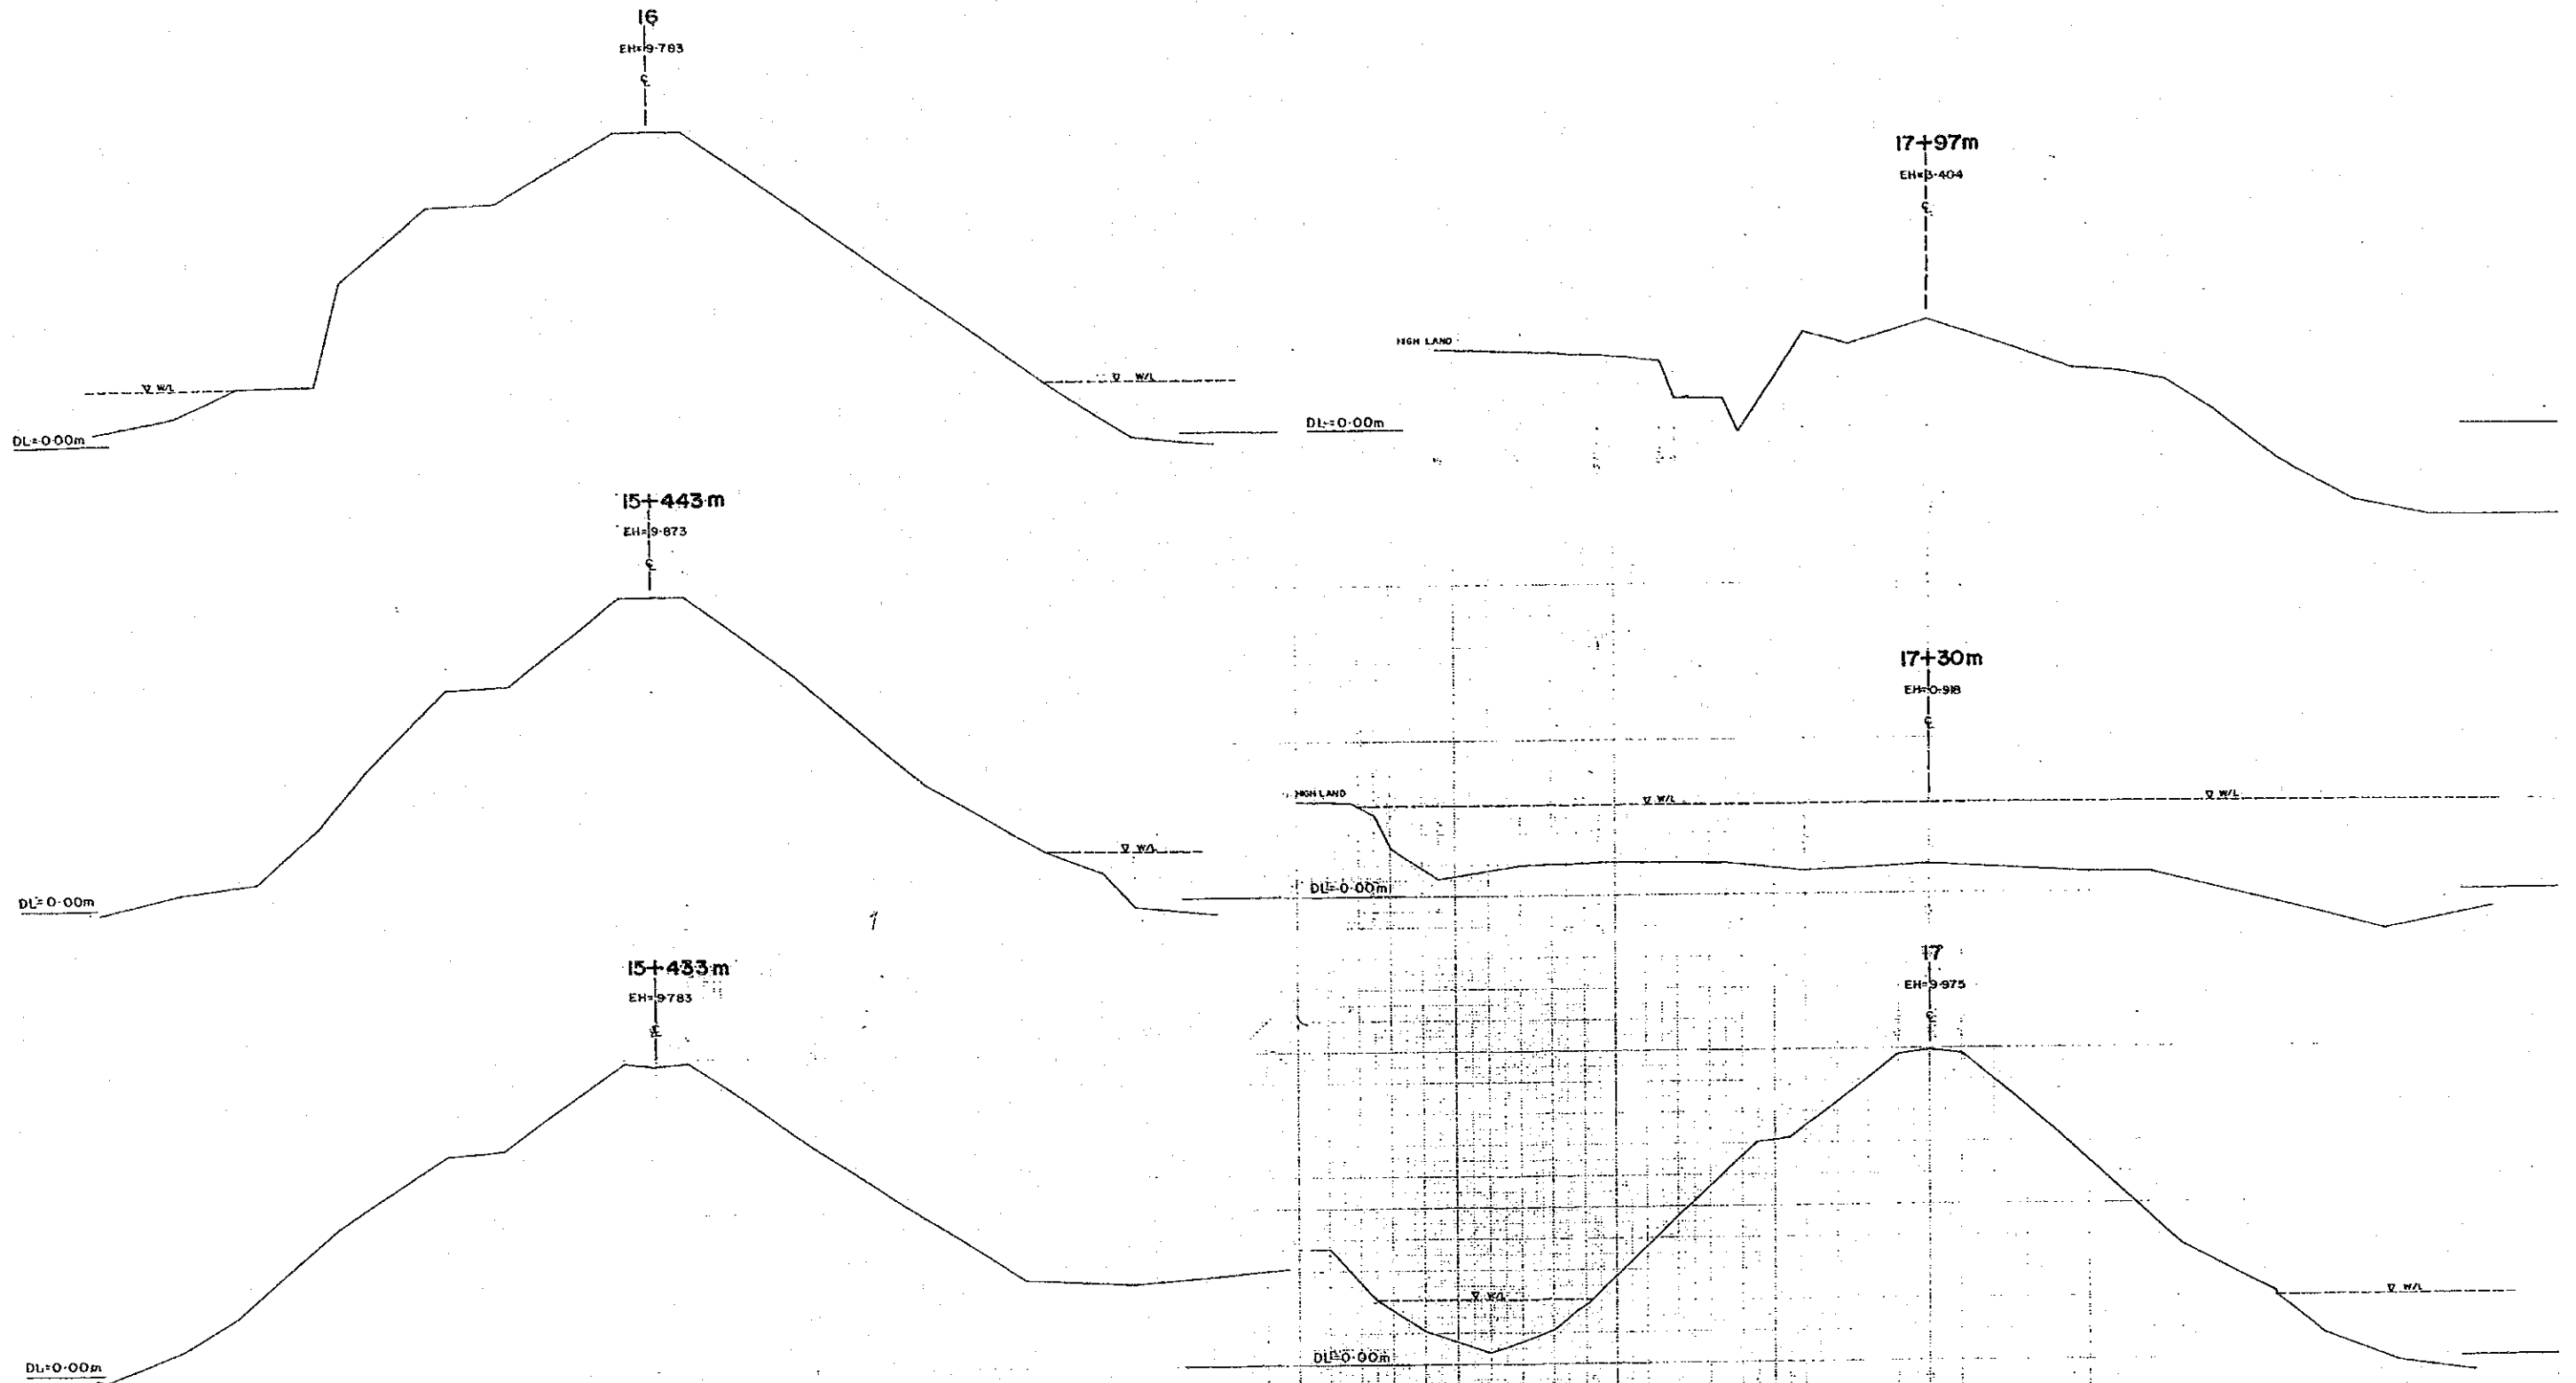 16
EH=9.783
℄
▽ W/L
▽ W/L
DL=0.00m
15+443m
EH=9.873
℄
▽ W/L
DL=0.00m
15+433m
EH=9.783
℄
DL=0.00m
17+97m
EH=3.404
℄
HIGH LAND
DL=0.00m
17+30m
EH=0.918
℄
HIGH LAND
▽ W/L
▽ W/L
DL=0.00m
17
EH=9.975
℄
▽ W/L
▽ W/L
DL=0.00m